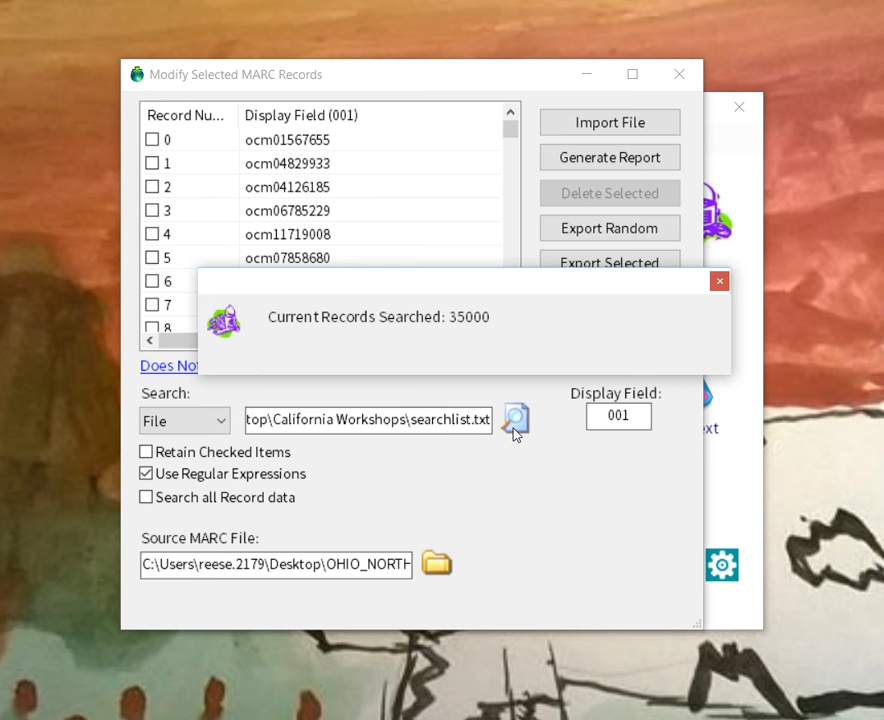 Modify Selected MARC Records
Record Nu... Display Field (001)
0 ocm01567655
1 ocm04829933
2 ocm04126185
3 ocm06785229
4 ocm11719008
5 ocm07858680
6
7
8
Import File
Generate Report
Delete Selected
Export Random
Export Selected
Current Records Searched: 35000
Does No
Search:
File
top\California Workshops\searchlist.txt
Display Field:
001
Retain Checked Items
Use Regular Expressions
Search all Record data
Source MARC File:
C:\Users\reese.2179\Desktop\OHIO_NORTH
ext